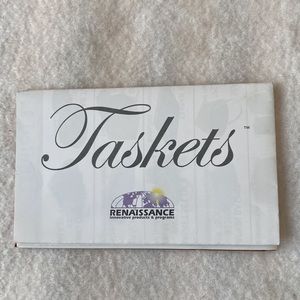 Taskets™
RENAISSANCE
innovative products & programs